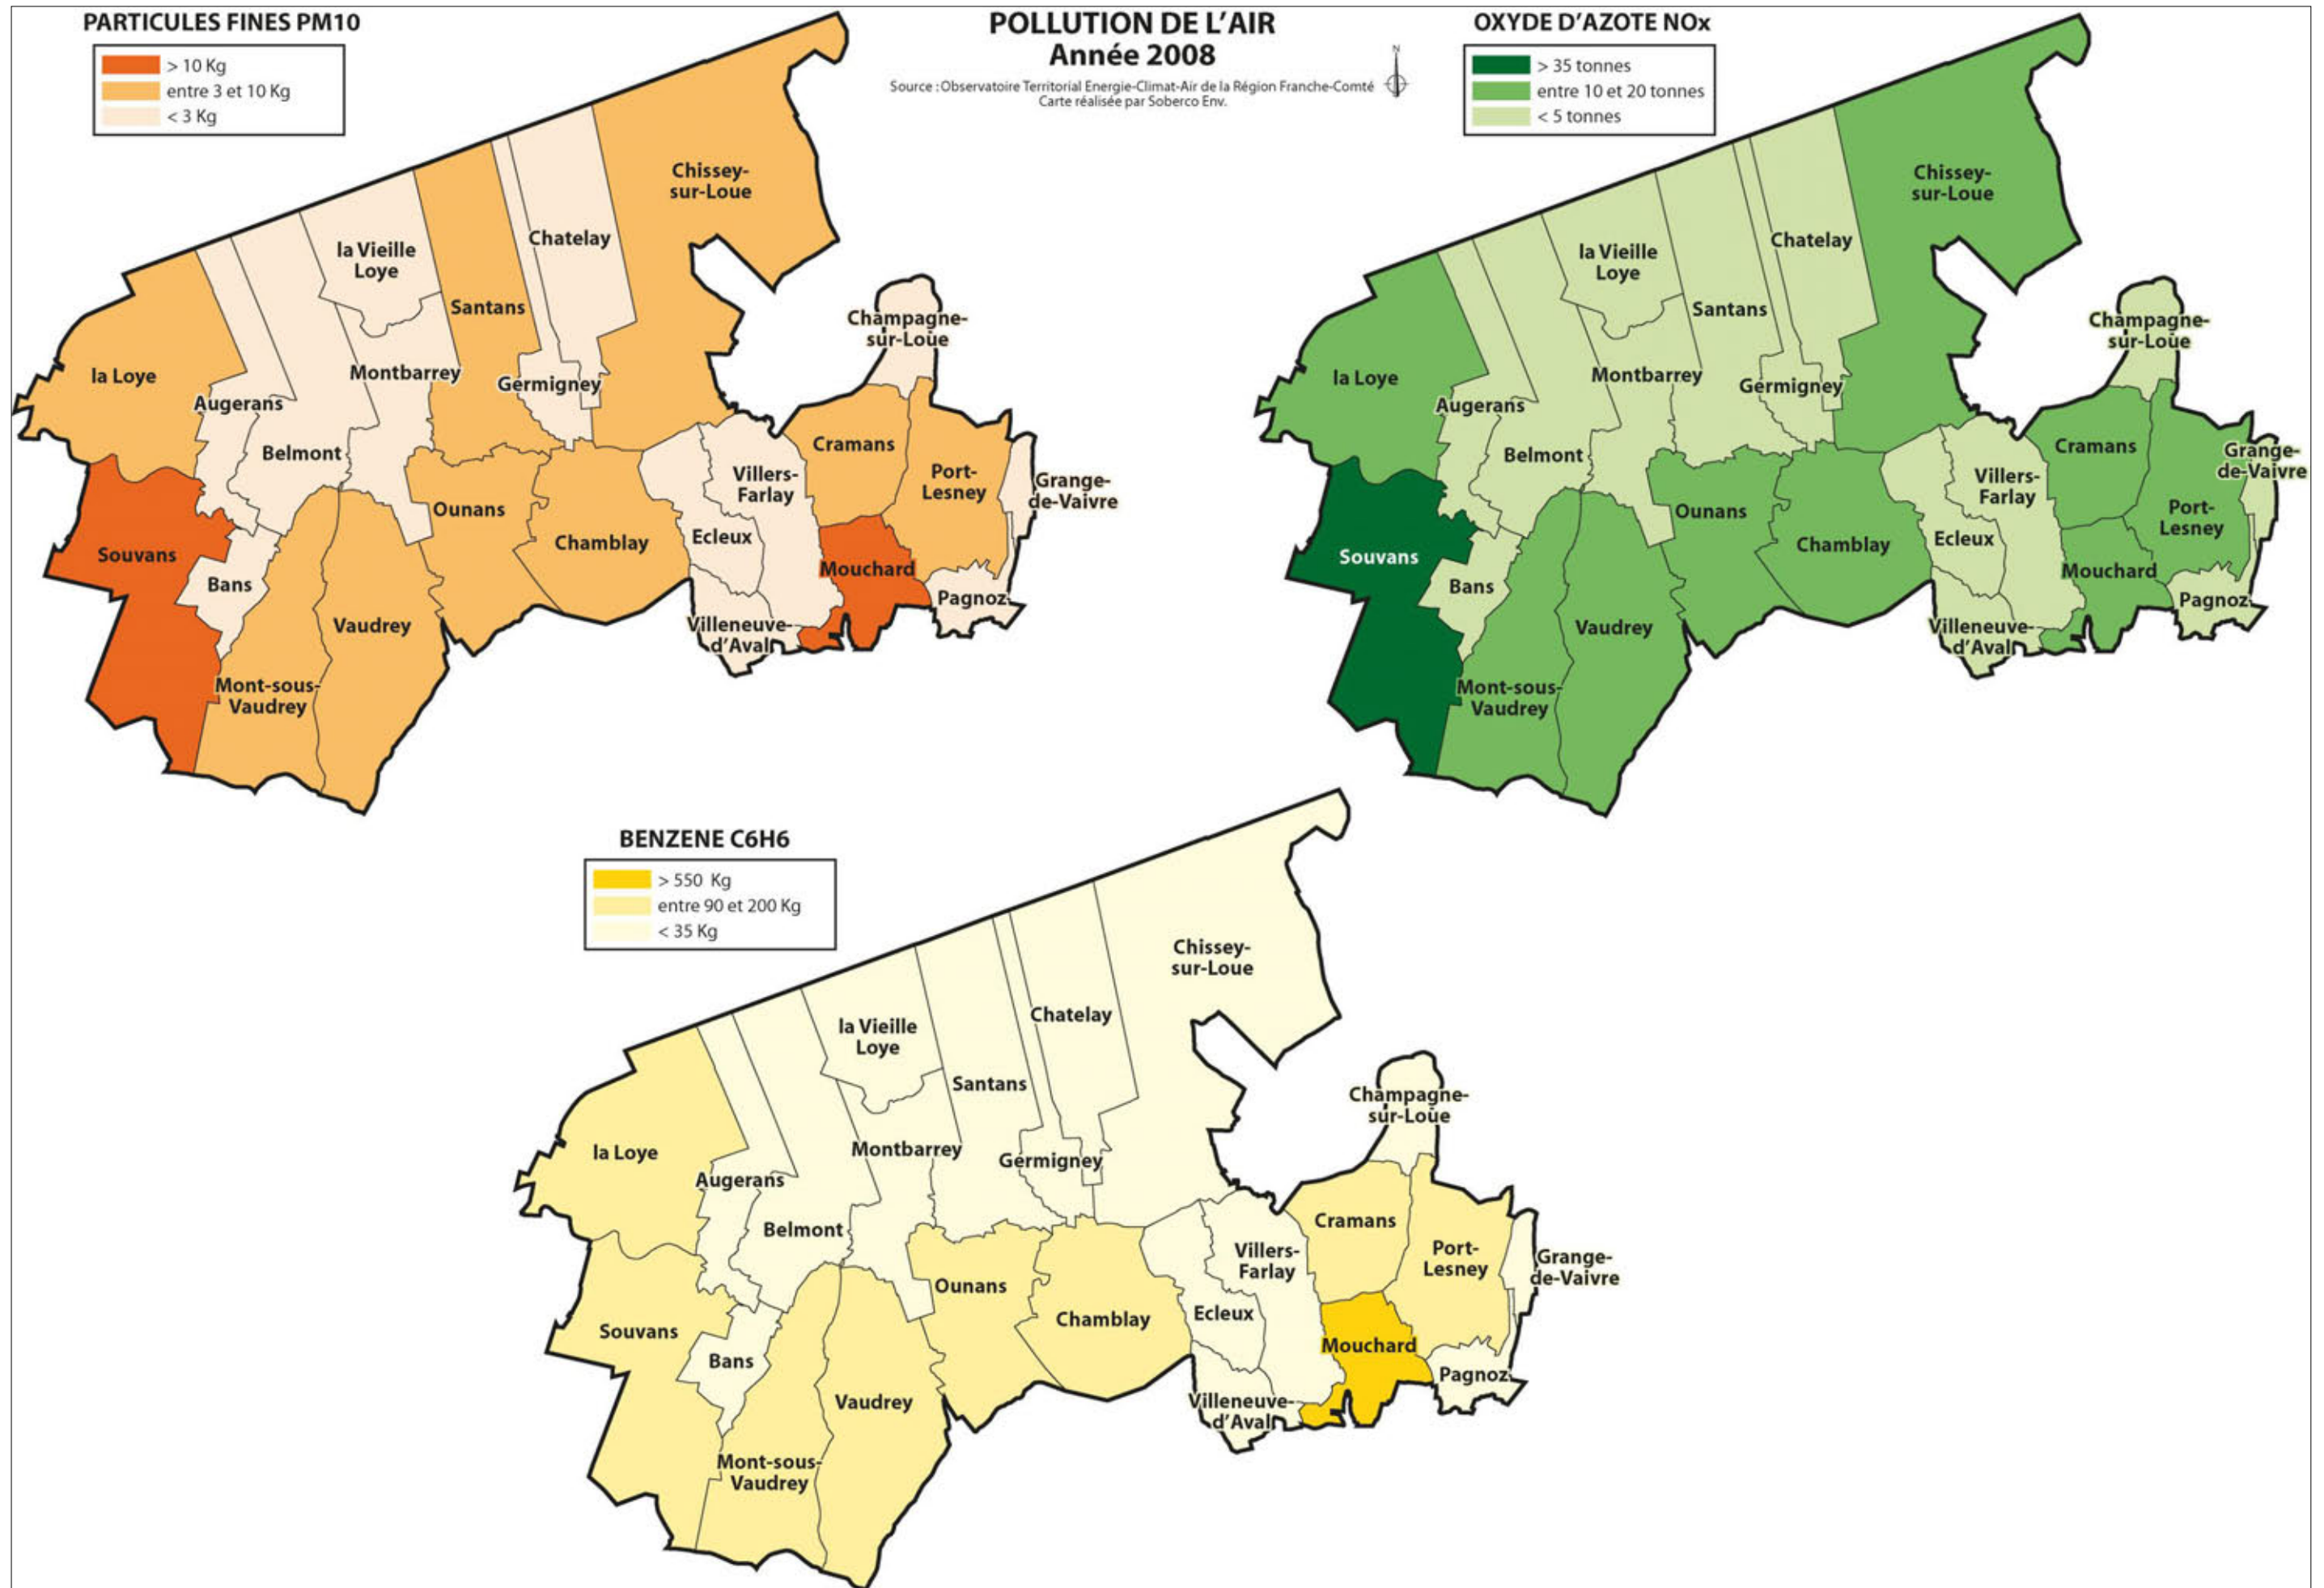 PARTICULES FINES PM10
> 10 Kg
entre 3 et 10 Kg
< 3 Kg
POLLUTION DE L'AIR
Année 2008
Source : Observatoire Territorial Energie-Climat-Air de la Région Franche-Comté
Carte réalisée par Soberco Env.
N
OXYDE D'AZOTE NOx
> 35 tonnes
entre 10 et 20 tonnes
< 5 tonnes
Chissey-
sur-Loue
Chatelay
la Vieille
Loye
Santans
Champagne-
sur-Loue
la Loye
Montbarrey
Germigney
Augerans
Belmont
Cramans
Villers-
Farlay
Port-
Lesney
Grange-
de-Vaivre
Ounans
Ecleux
Chamblay
Souvans
Mouchard
Bans
Pagnoz
Vaudrey
Villeneuve-
d'Aval
Mont-sous-
Vaudrey
Chissey-
sur-Loue
Chatelay
la Vieille
Loye
Santans
Champagne-
sur-Loue
la Loye
Montbarrey
Germigney
Augerans
Belmont
Cramans
Grange-
de-Vaivre
Villers-
Farlay
Port-
Lesney
Ounans
Ecleux
Chamblay
Souvans
Mouchard
Bans
Pagnoz
Vaudrey
Villeneuve-
d'Aval
Mont-sous-
Vaudrey
BENZENE C6H6
> 550 Kg
entre 90 et 200 Kg
< 35 Kg
Chissey-
sur-Loue
Chatelay
la Vieille
Loye
Santans
Champagne-
sur-Loue
la Loye
Montbarrey
Germigney
Augerans
Belmont
Cramans
Villers-
Farlay
Port-
Lesney
Grange-
de-Vaivre
Ounans
Ecleux
Chamblay
Souvans
Mouchard
Bans
Pagnoz
Vaudrey
Villeneuve-
d'Aval
Mont-sous-
Vaudrey